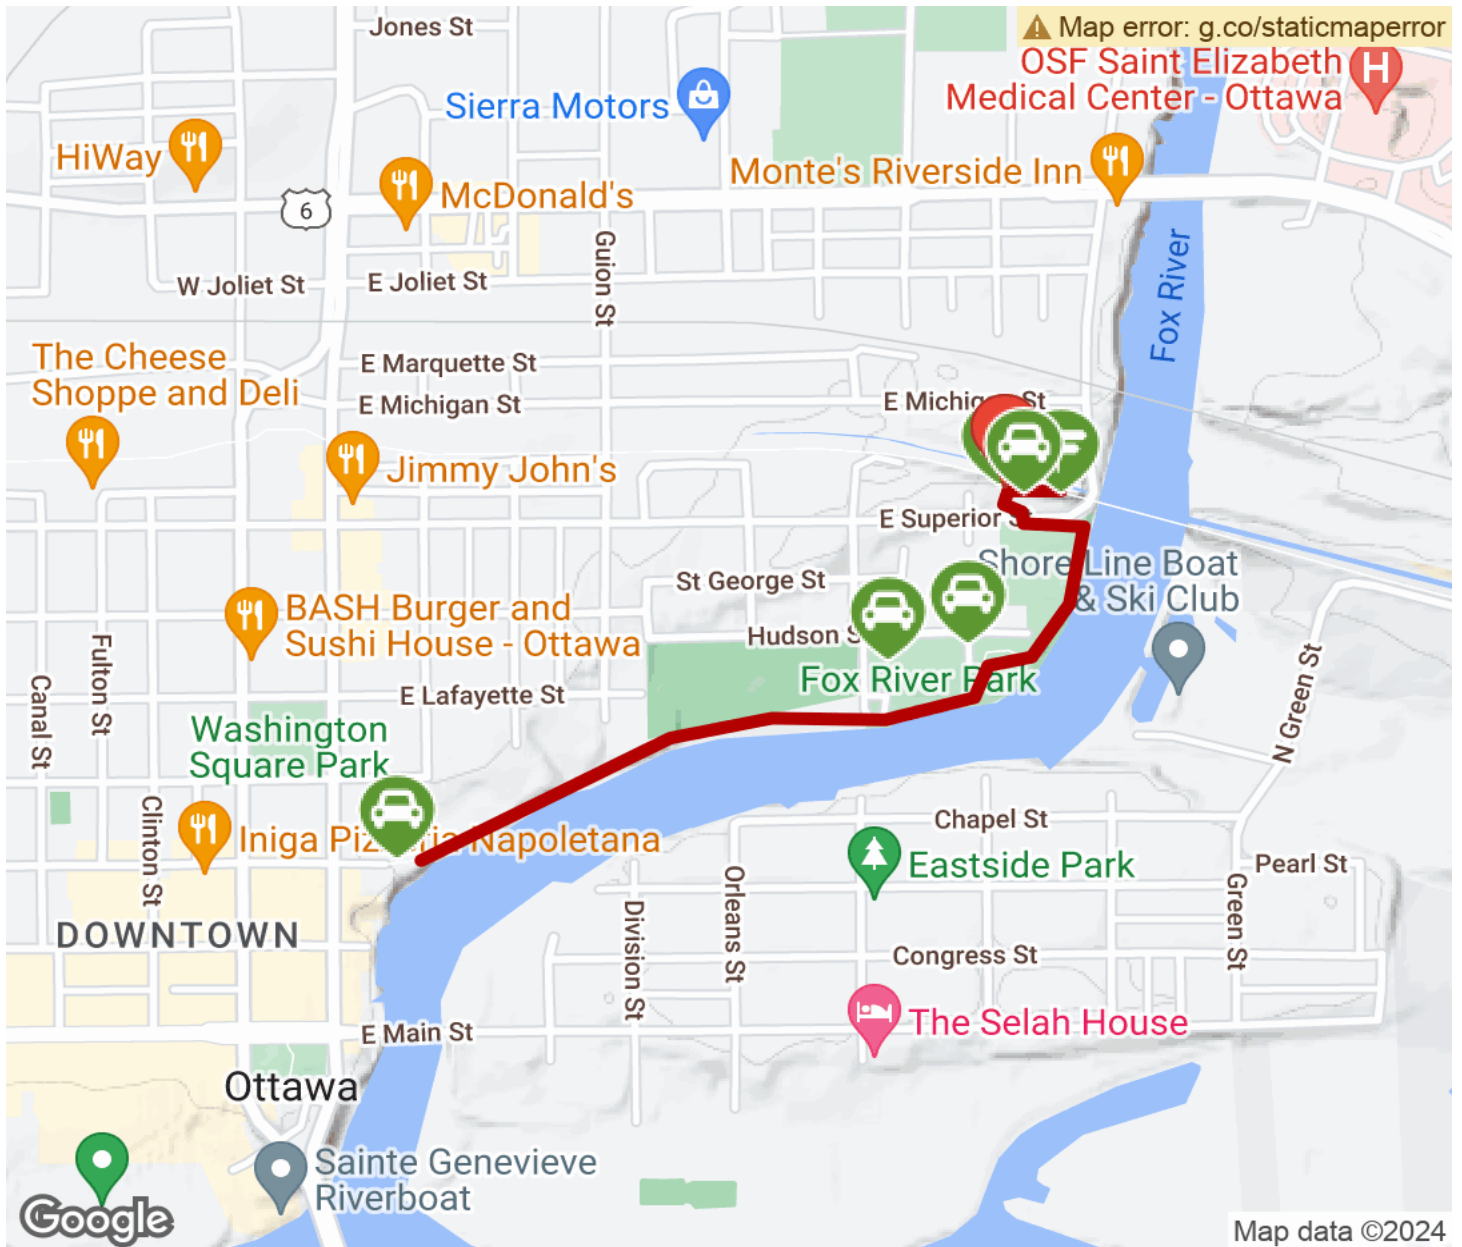 Jones St
Map error: g.co/staticmaperror
OSF Saint Elizabeth
Medical Center - Ottawa
H
Sierra Motors
HiWay
McDonald's
Monte's Riverside Inn
6
W Joliet St
E Joliet St
Guion St
Fox River
The Cheese
Shoppe and Deli
E Marquette St
E Michigan St
E Michigan St
Jimmy John's
E Superior St
Shore Line Boat
& Ski Club
St George St
BASH Burger and
Sushi House - Ottawa
Hudson S
Fox River Park
Fulton St
Canal St
E Lafayette St
N Green St
Washington
Square Park
Clinton St
Iniga Pizzeria Napoletana
Chapel St
Eastside Park
Pearl St
Orleans St
Division St
Green St
DOWNTOWN
Congress St
The Selah House
E Main St
Ottawa
Sainte Genevieve
Riverboat
Google
Map data ©2024